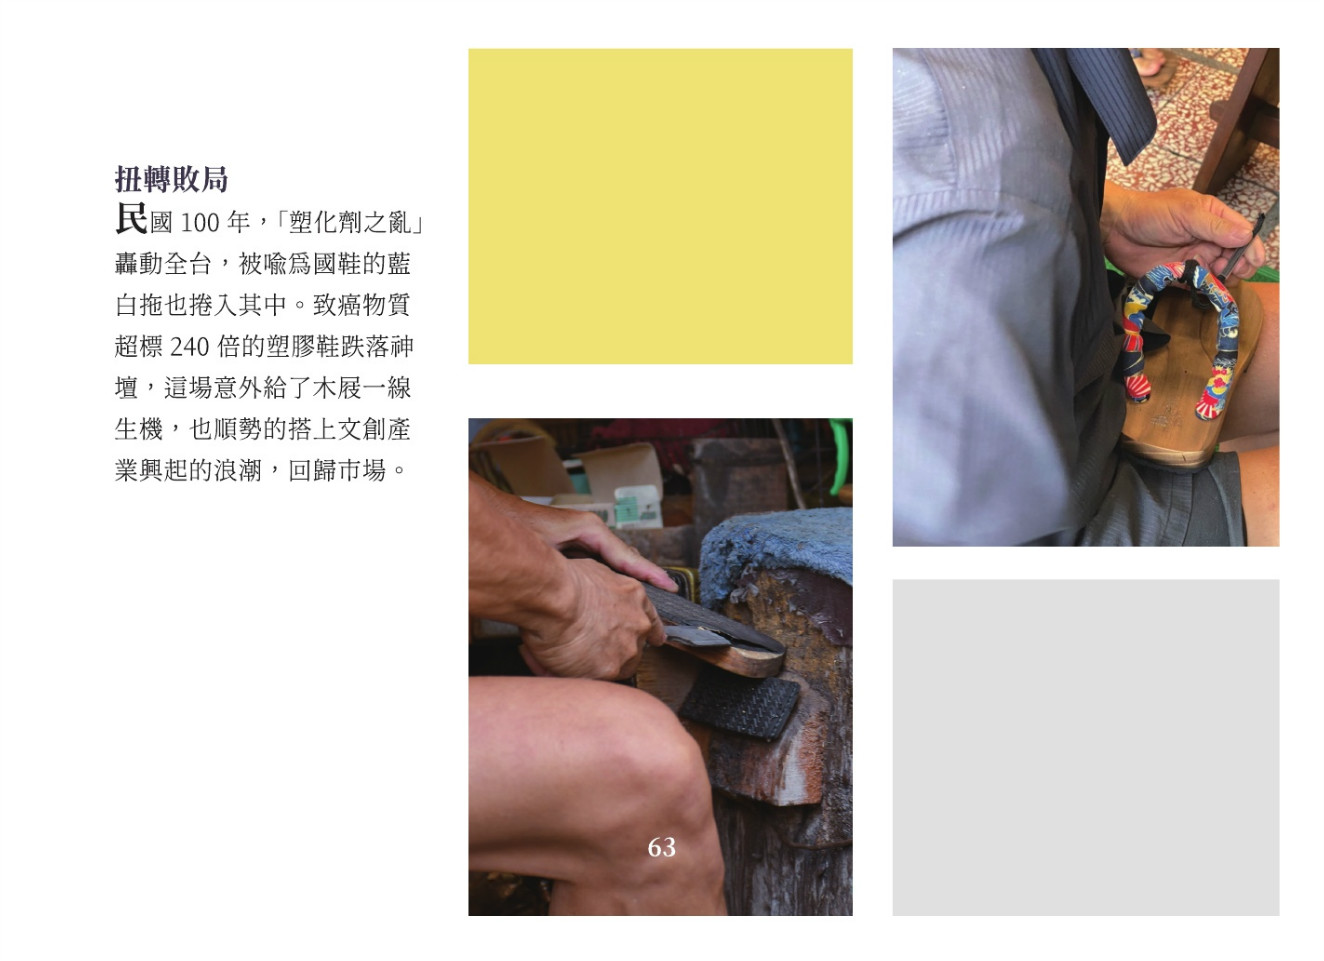 扭轉敗局
民國 100 年，「塑化劑之亂」
轟動全台，被喻為國鞋的藍
白拖也捲入其中。致癌物質
超標 240 倍的塑膠鞋跌落神
壇，這場意外給了木屐一線
生機，也順勢的搭上文創產
業興起的浪潮，回歸市場。
63